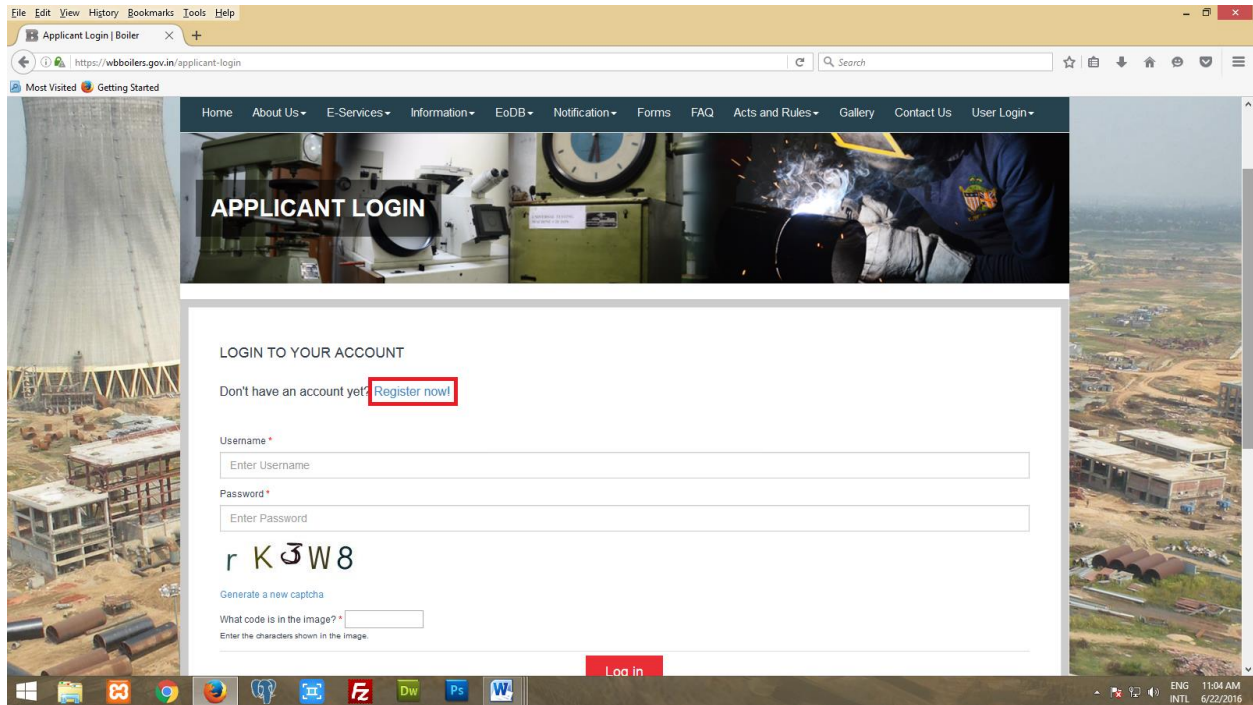 File Edit View History Bookmarks Tools Help
Applicant Login | Boiler
https://wbboilers.gov.in/applicant-login
Search
Most Visited Getting Started
Home About Us E-Services Information EoDB Notification Forms FAQ Acts and Rules Gallery Contact Us User Login
APPLICANT LOGIN
LOGIN TO YOUR ACCOUNT
Don't have an account yet? Register now!
Username *
Enter Username
Password *
Enter Password
r K 3 W 8
Generate a new captcha
What code is in the image? *
Enter the characters shown in the image.
Log in
Fz Dw Ps W
ENG 11:04 AM
INTL 6/22/2016